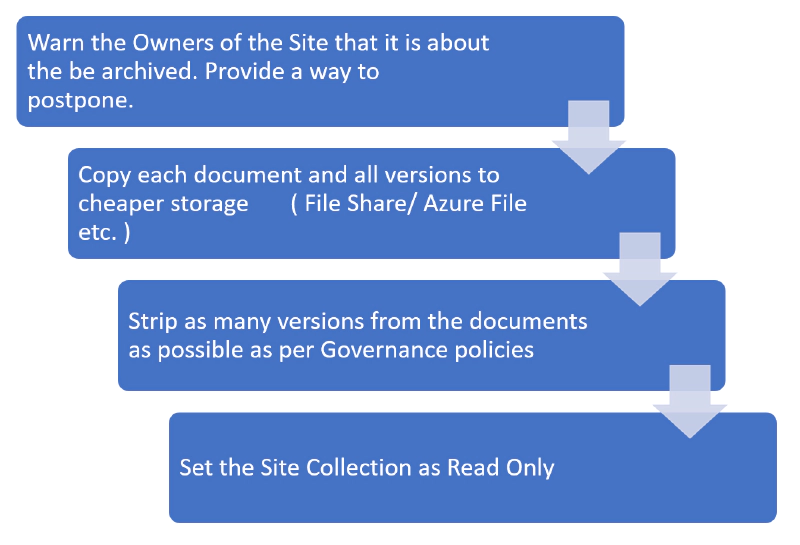 Warn the Owners of the Site that it is about
the be archived. Provide a way to
postpone.
Copy each document and all versions to
cheaper storage      ( File Share/ Azure File
etc. )
Strip as many versions from the documents
as possible as per Governance policies
Set the Site Collection as Read Only